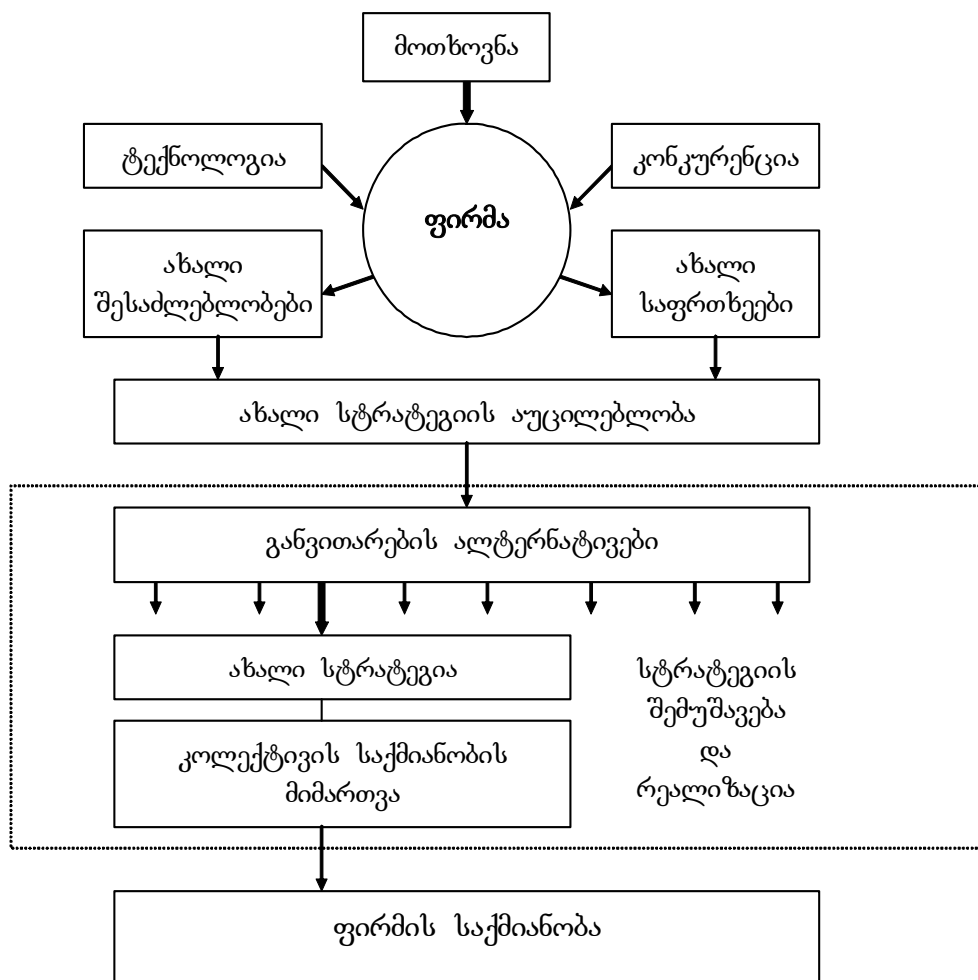 მოთხოვნა
ტექნოლოგია
კონკურენცია
ფირმა
ახალი
შესაძლებლობები
ახალი
საფრთხეები
ახალი სტრატეგიის აუცილებლობა
განვითარების ალტერნატივები
ახალი სტრატეგია
კოლექტივის საქმიანობის
მიმართვა
სტრატეგიის
შემუშავება
და
რეალიზაცია
ფირმის საქმიანობა